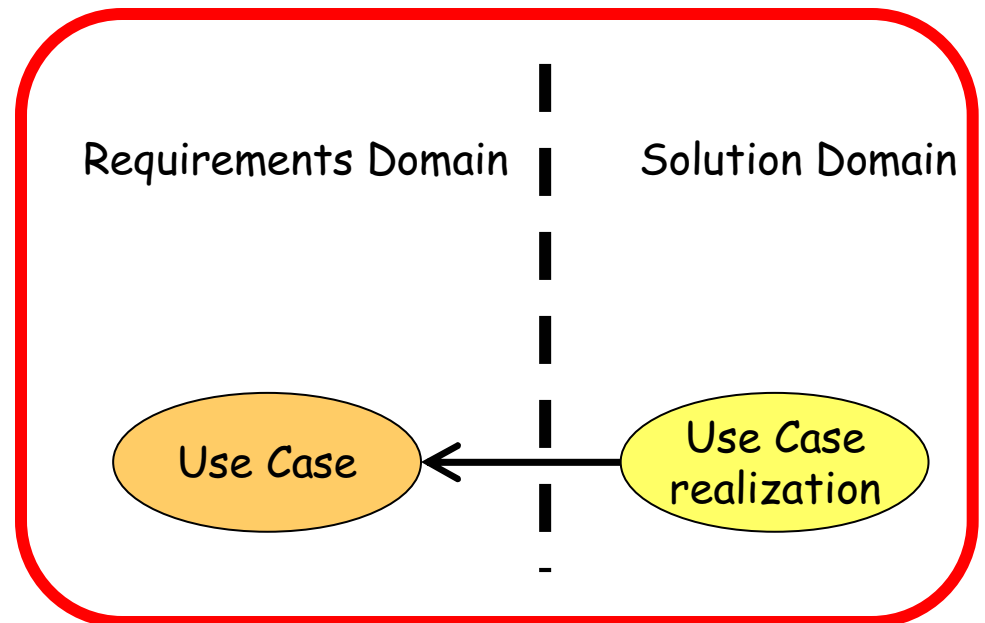 Requirements Domain
Solution Domain
Use Case
Use Case
realization